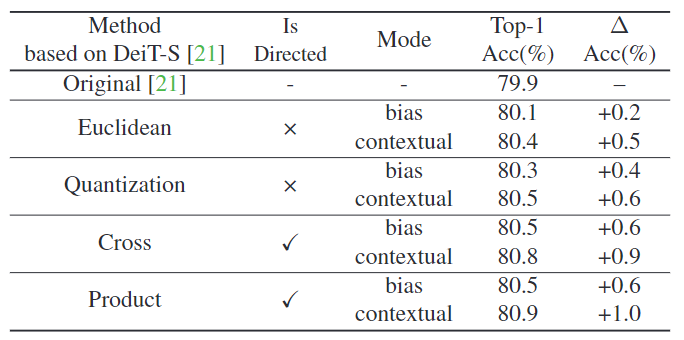 Method Is Mode Top-1 Δ
based on DeiT-S [21] Directed Acc(%) Acc(%)
Original [21] - - 79.9 –
Euclidean × bias 80.1 +0.2
contextual 80.4 +0.5
Quantization × bias 80.3 +0.4
contextual 80.5 +0.6
Cross ✓ bias 80.5 +0.6
contextual 80.8 +0.9
Product ✓ bias 80.5 +0.6
contextual 80.9 +1.0